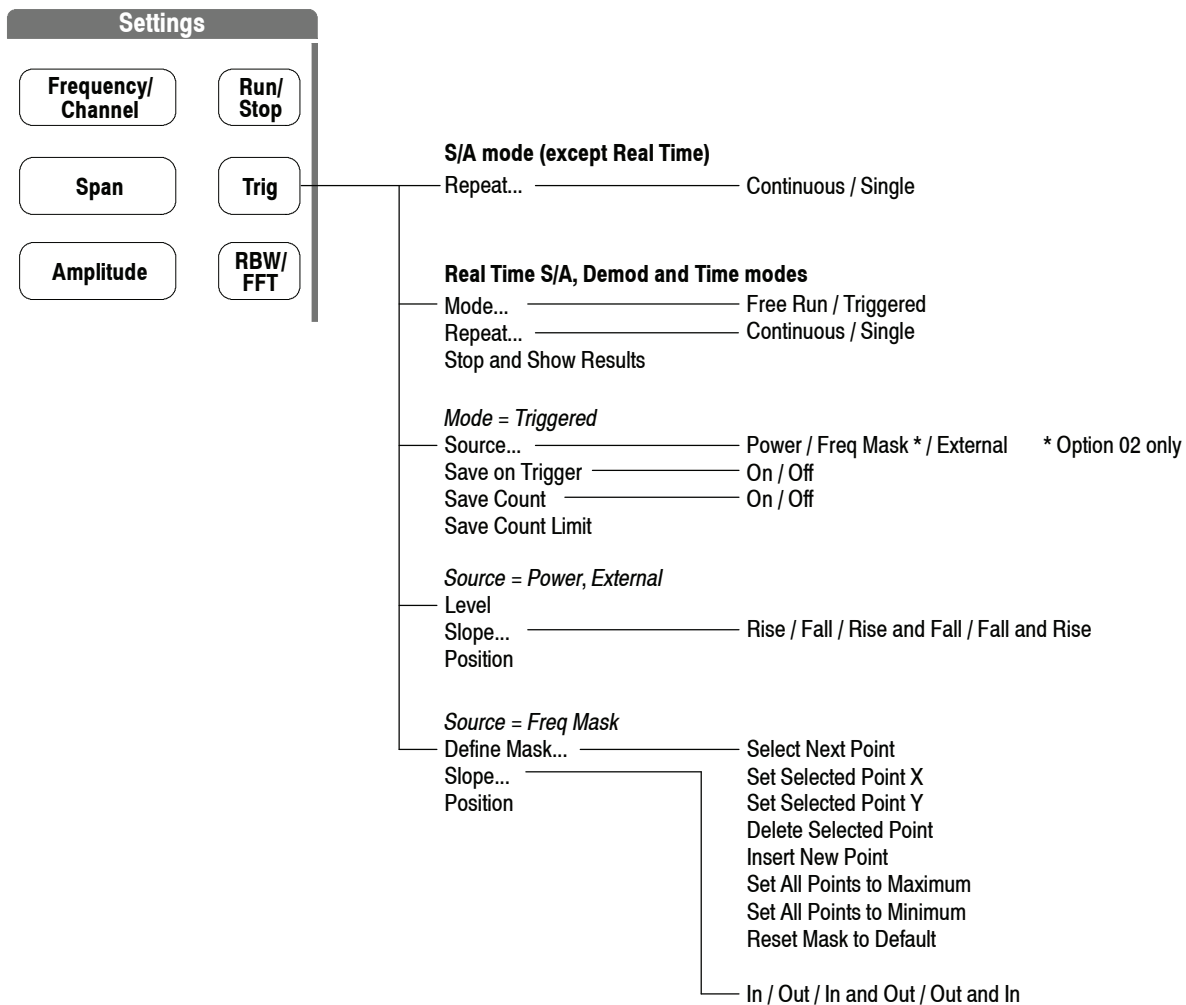 Settings
Frequency/
Channel
Run/
Stop
Span
Trig
Amplitude
RBW/
FFT
S/A mode (except Real Time)
Repeat... Continuous / Single
Real Time S/A, Demod and Time modes
Mode... Free Run / Triggered
Repeat... Continuous / Single
Stop and Show Results
Mode = Triggered
Source... Power / Freq Mask * / External * Option 02 only
Save on Trigger On / Off
Save Count On / Off
Save Count Limit
Source = Power, External
Level
Slope... Rise / Fall / Rise and Fall / Fall and Rise
Position
Source = Freq Mask
Define Mask... Select Next Point
Slope... Set Selected Point X
Position Set Selected Point Y
Delete Selected Point
Insert New Point
Set All Points to Maximum
Set All Points to Minimum
Reset Mask to Default
In / Out / In and Out / Out and In